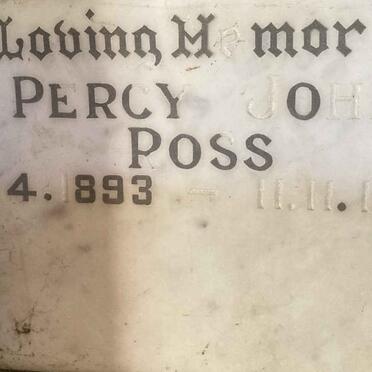 Loving Memor
PERCY JOH
ROSS
4.1893 – 11.11.1